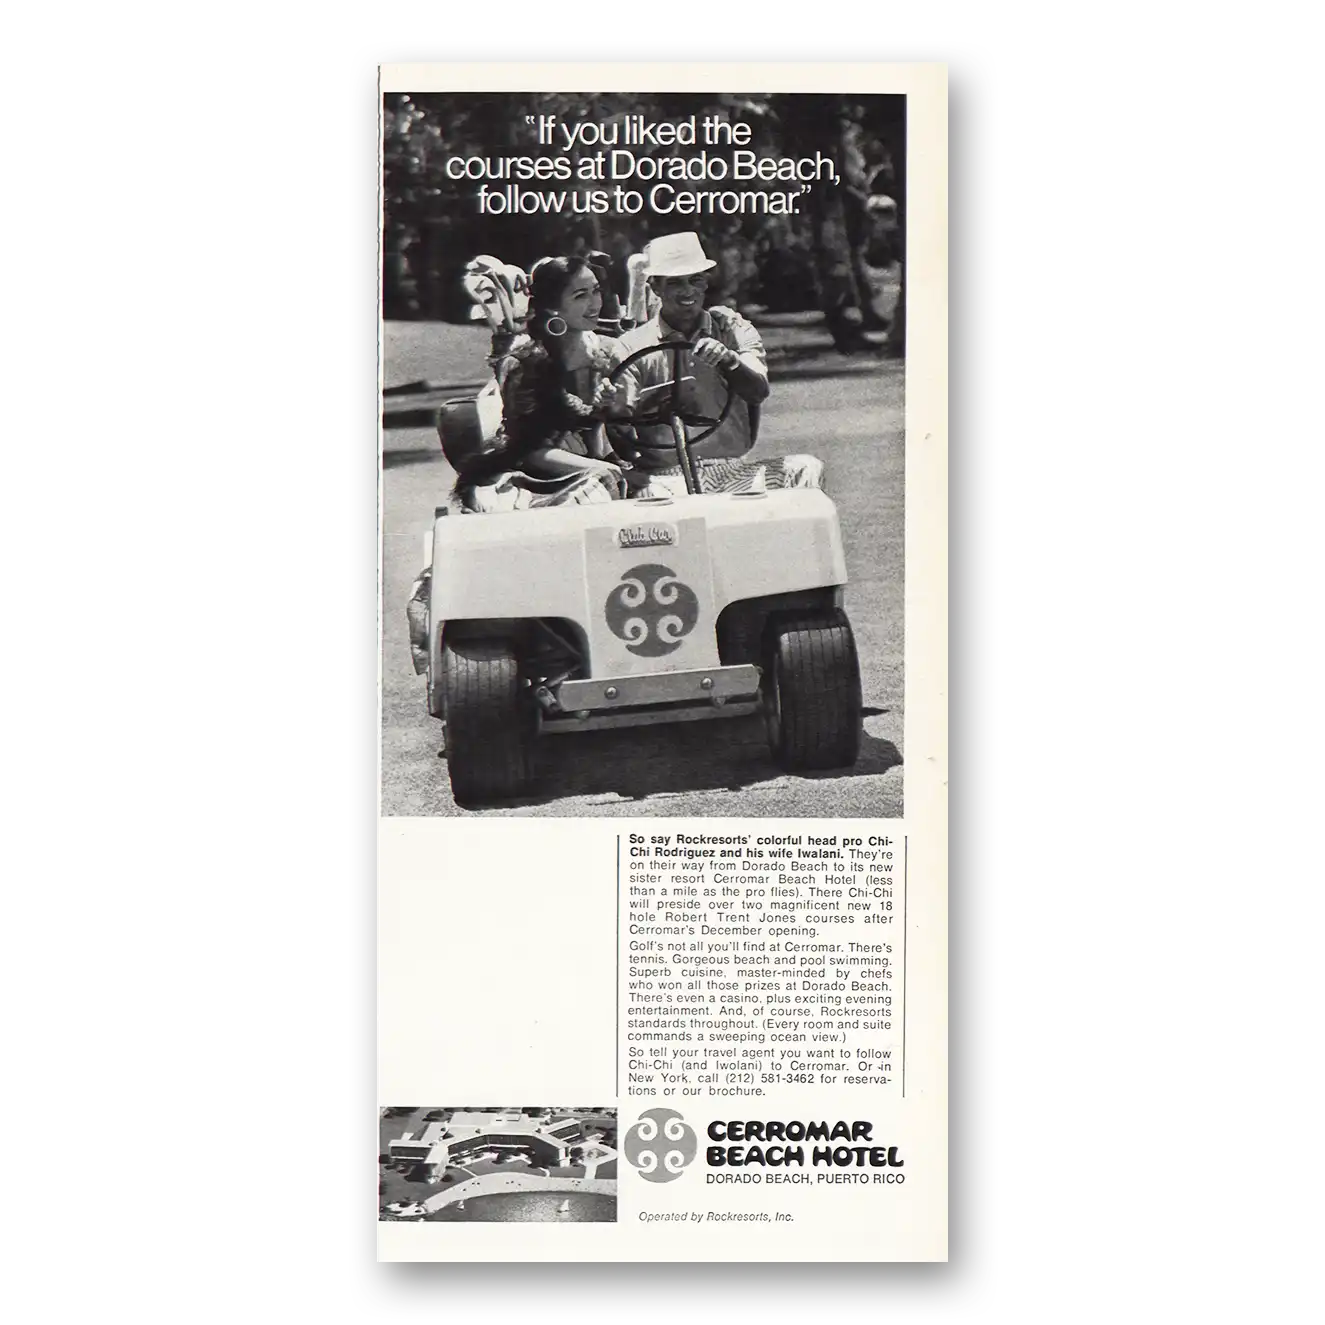 "If you liked the
courses at Dorado Beach,
follow us to Cerromar."
Club Car
So say Rockresorts' colorful head pro Chi-
Chi Rodriguez and his wife Iwalani. They're
on their way from Dorado Beach to its new
sister resort Cerromar Beach Hotel (less
than a mile as the pro flies). There Chi-Chi
will preside over two magnificent new 18
hole Robert Trent Jones courses after
Cerromar's December opening.
Golf's not all you'll find at Cerromar. There's
tennis. Gorgeous beach and pool swimming.
Superb cuisine, master-minded by chefs
who won all those prizes at Dorado Beach.
There's even a casino, plus exciting evening
entertainment. And, of course, Rockresorts
standards throughout. (Every room and suite
commands a sweeping ocean view.)
So tell your travel agent you want to follow
Chi-Chi (and Iwolani) to Cerromar. Or in
New York, call (212) 581-3462 for reserva-
tions or our brochure.
CERROMAR
BEACH HOTEL
DORADO BEACH, PUERTO RICO
Operated by Rockresorts, Inc.